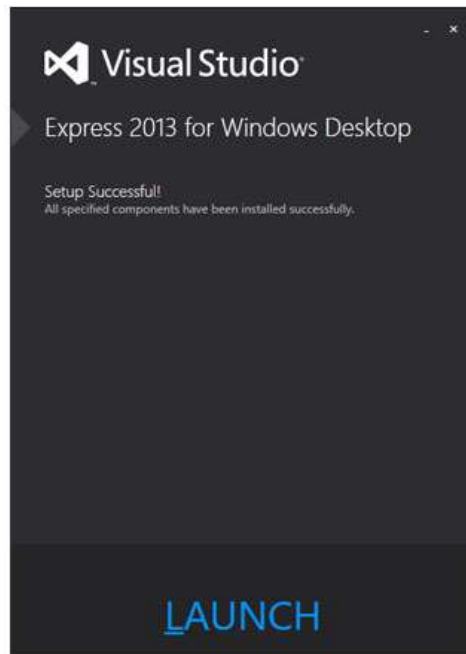 Visual Studio
Express 2013 for Windows Desktop
Setup Successful!
All specified components have been installed successfully.
LAUNCH